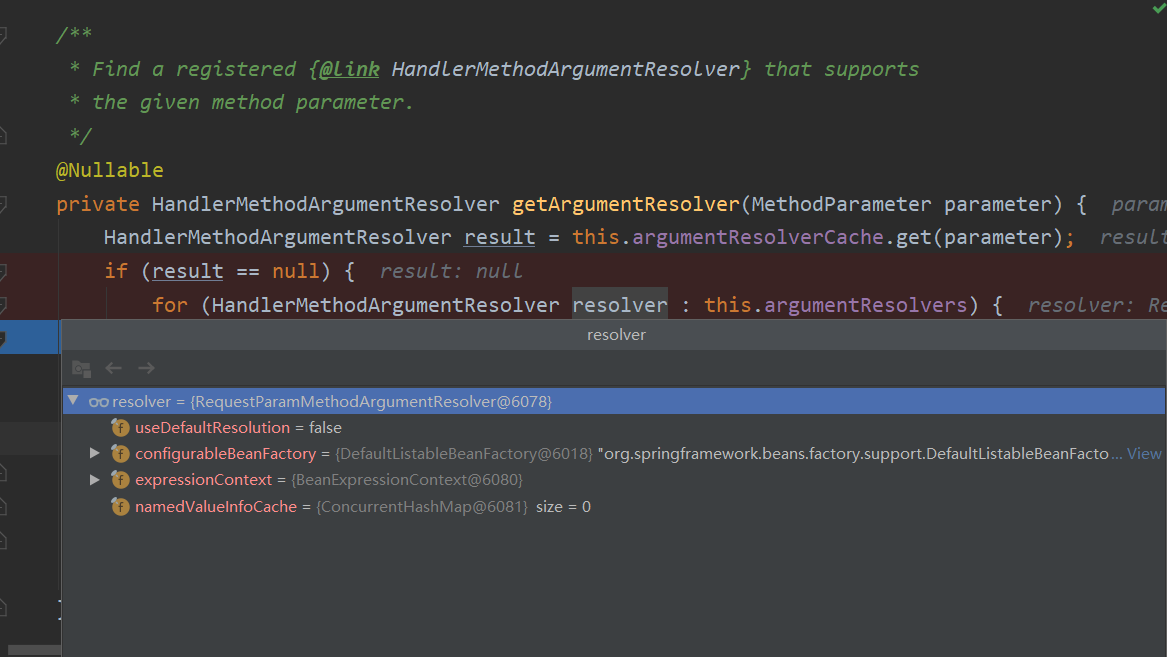 /**
* Find a registered {@link HandlerMethodArgumentResolver} that supports
* the given method parameter.
*/
@Nullable
private HandlerMethodArgumentResolver getArgumentResolver(MethodParameter parameter) { param
HandlerMethodArgumentResolver result = this.argumentResolverCache.get(parameter); result
if (result == null) { result: null
for (HandlerMethodArgumentResolver resolver : this.argumentResolvers) { resolver: Re
resolver
resolver = {RequestParamMethodArgumentResolver@6078}
useDefaultResolution = false
configurableBeanFactory = {DefaultListableBeanFactory@6018} "org.springframework.beans.factory.support.DefaultListableBeanFacto... View
expressionContext = {BeanExpressionContext@6080}
namedValueInfoCache = {ConcurrentHashMap@6081} size = 0